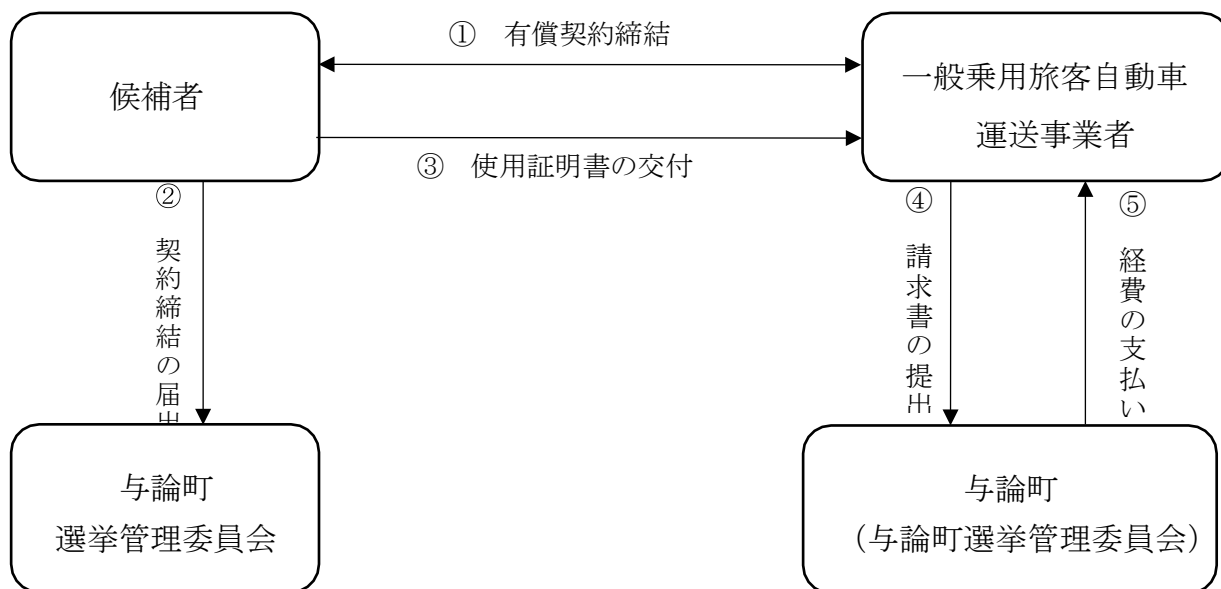 ① 有償契約締結
候補者
一般乗用旅客自動車
運送事業者
③ 使用証明書の交付
② 契約締結の届出
④ 請求書の提出
⑤ 経費の支払い
与論町
選挙管理委員会
与論町
（与論町選挙管理委員会）